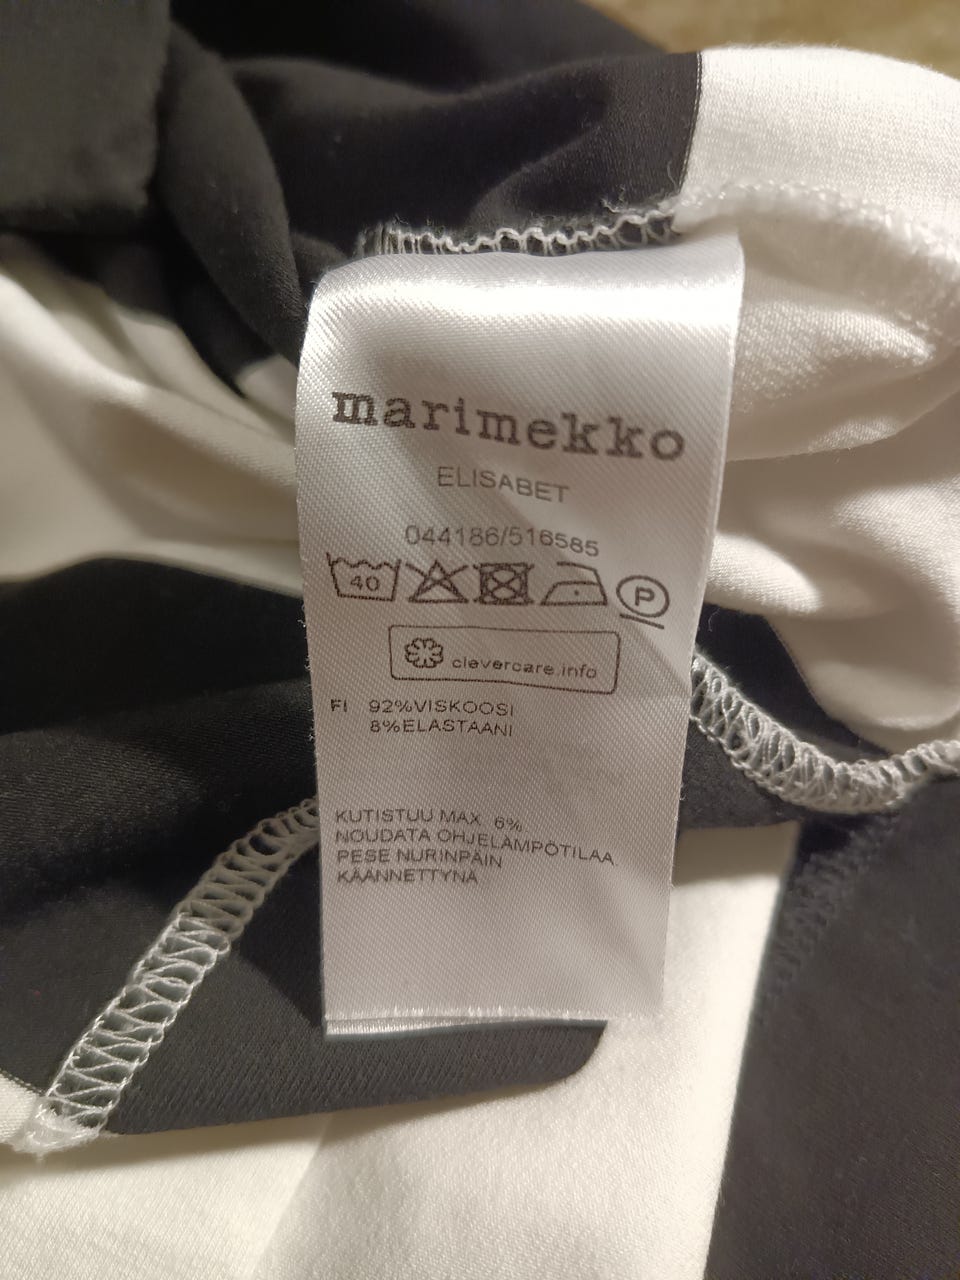 marimekko
ELISABET
044186/516585
40 P
clevercare.info
FI 92%VISKOOSI
8%ELASTAANI
KUTISTUU MAX 6%
NOUDATA OHJELÄMPÖTILAA.
PESE NURINPÄIN
KÄÄNNETTYNÄ